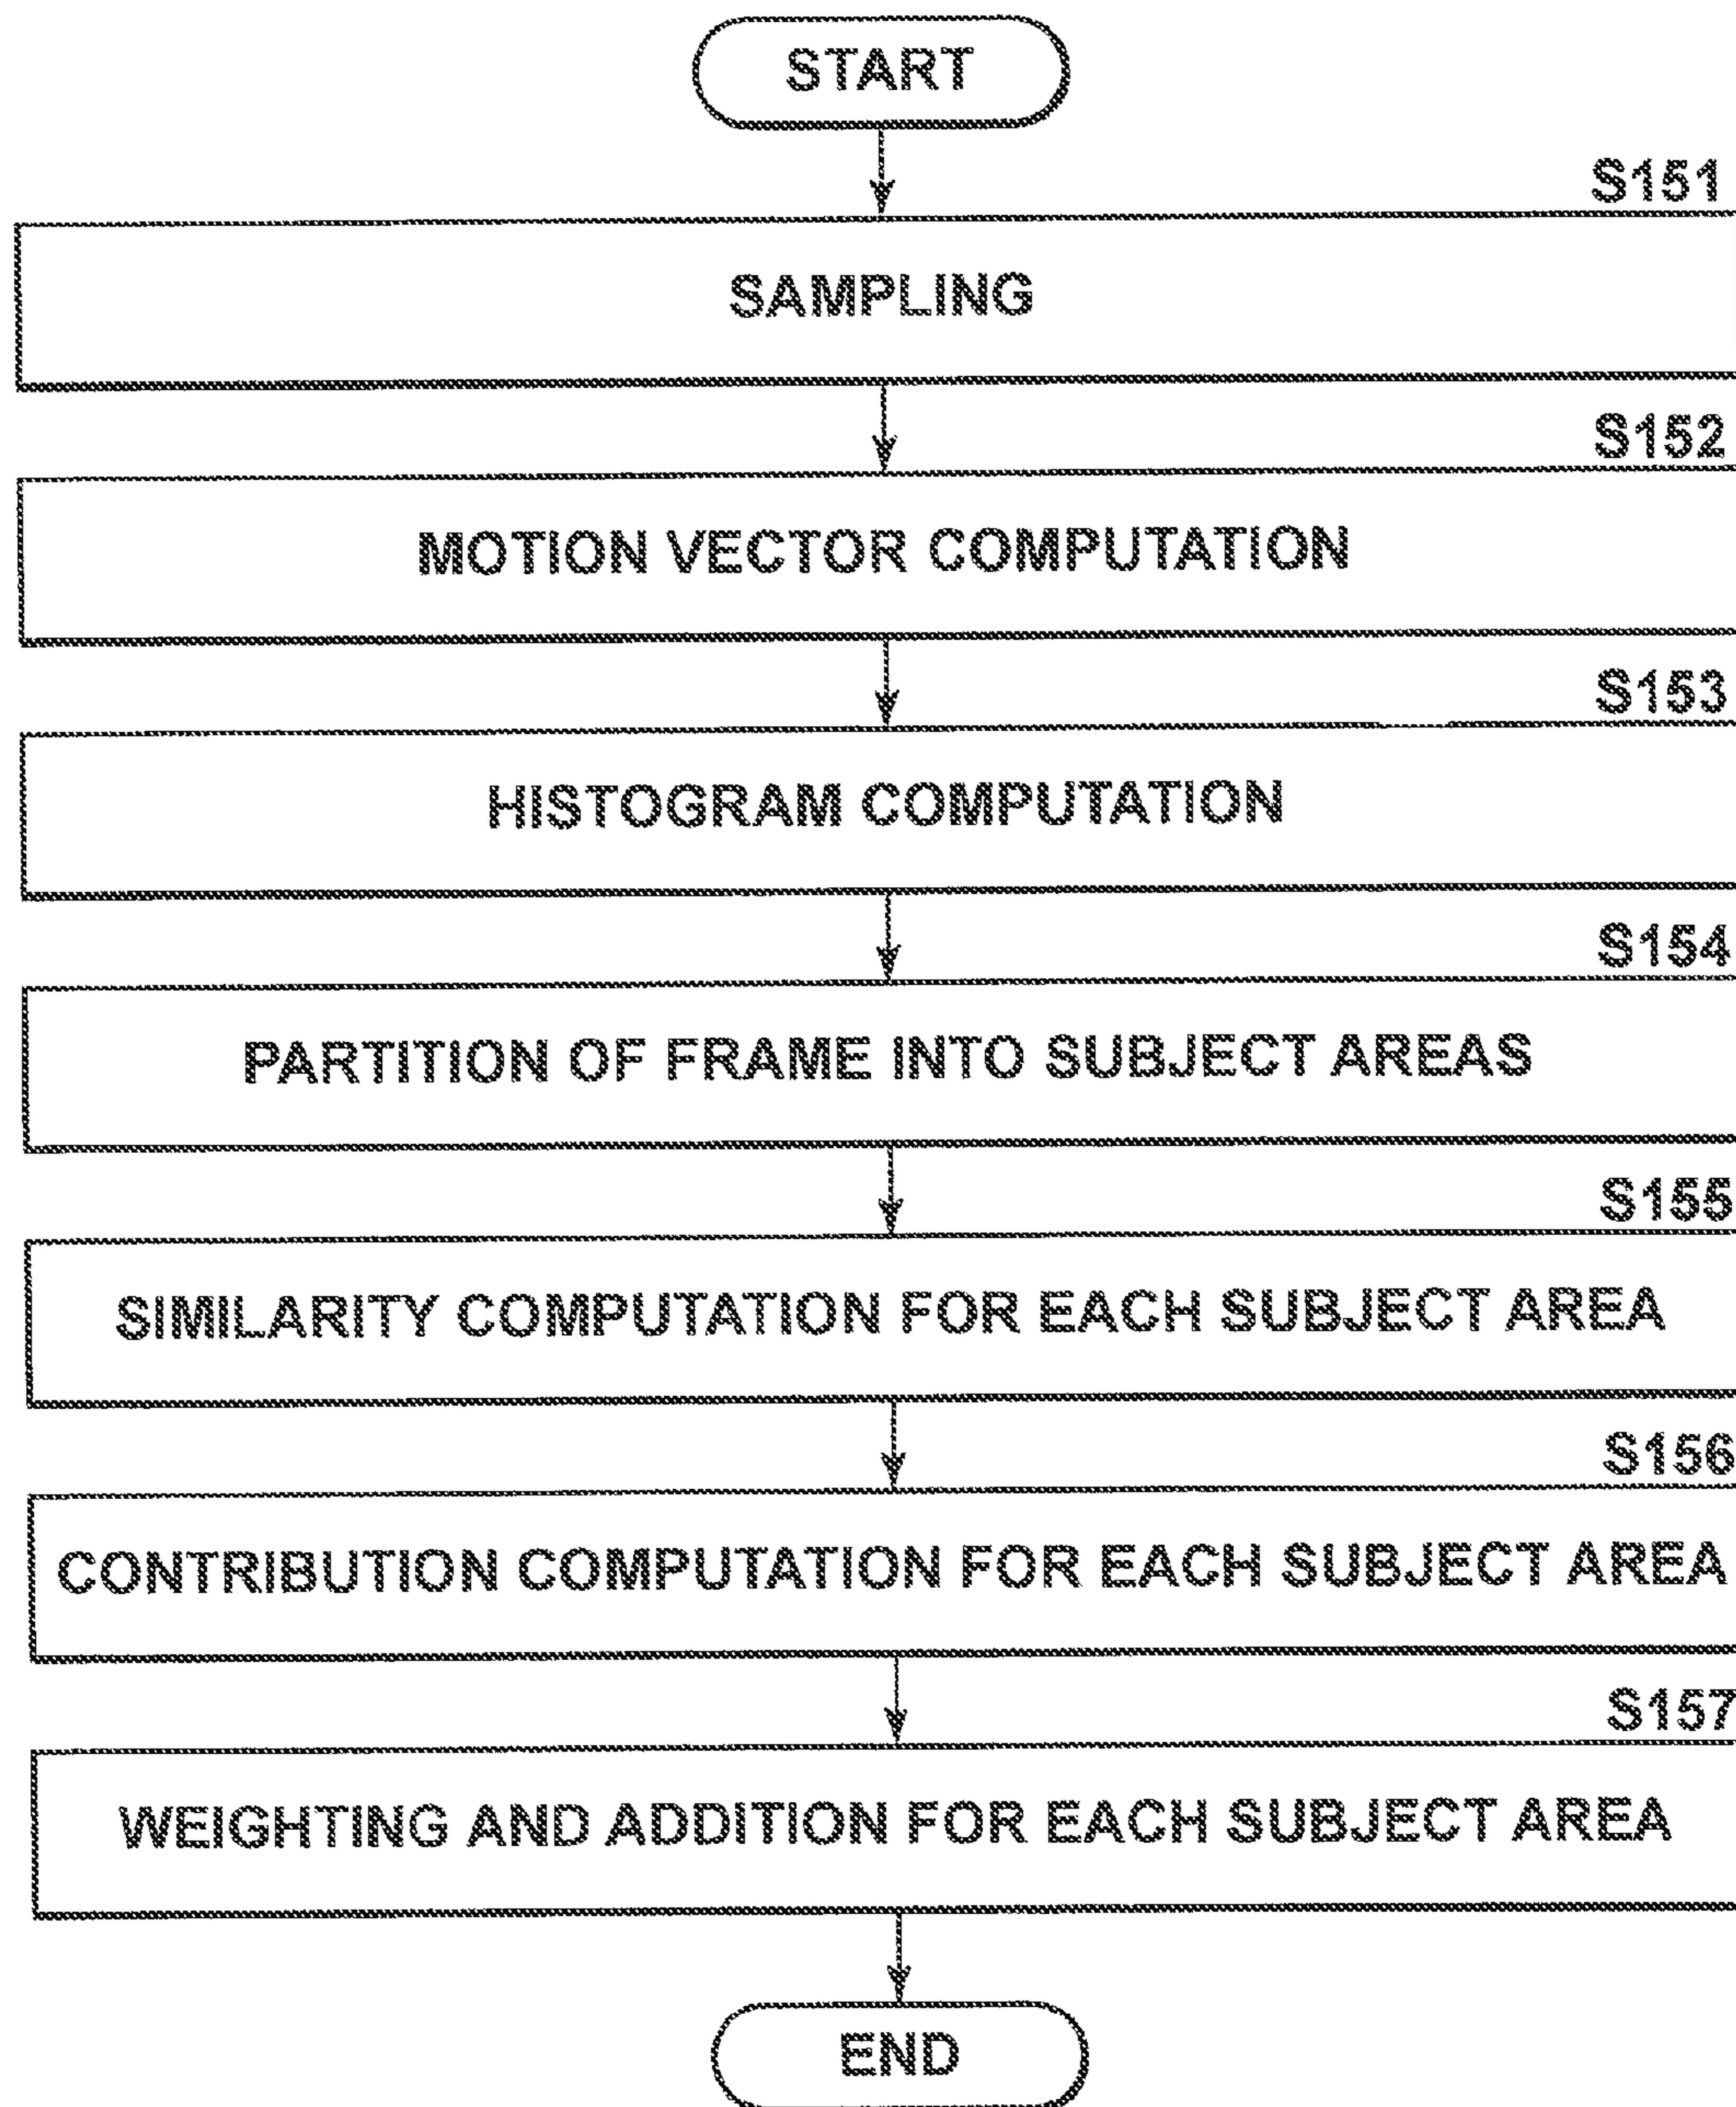 START
S151
SAMPLING
S152
MOTION VECTOR COMPUTATION
S153
HISTOGRAM COMPUTATION
S154
PARTITION OF FRAME INTO SUBJECT AREAS
S155
SIMILARITY COMPUTATION FOR EACH SUBJECT AREA
S156
CONTRIBUTION COMPUTATION FOR EACH SUBJECT AREA
S157
WEIGHTING AND ADDITION FOR EACH SUBJECT AREA
END